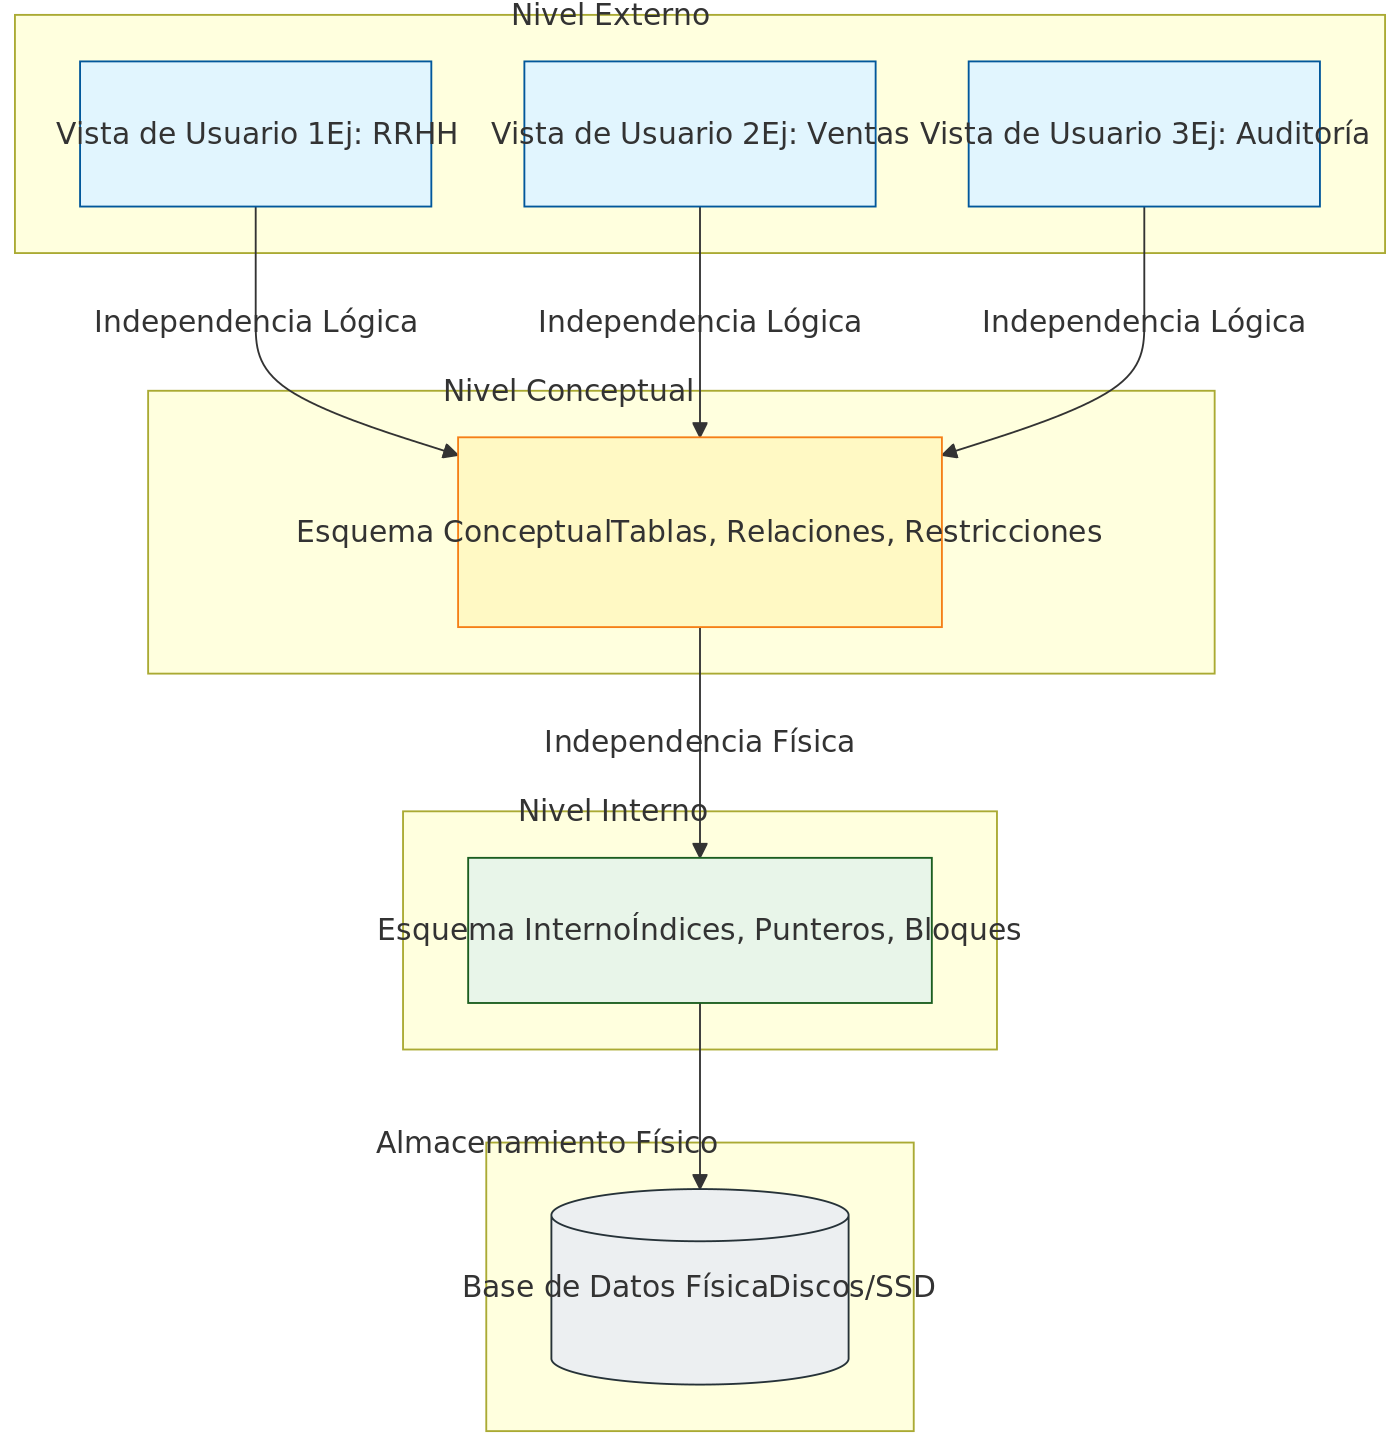 Nivel Externo
Vista de Usuario 1Ej: RRHH
Vista de Usuario 2Ej: Ventas
Vista de Usuario 3Ej: Auditoría
Independencia Lógica
Independencia Lógica
Independencia Lógica
Nivel Conceptual
Esquema ConceptualTablas, Relaciones, Restricciones
Independencia Física
Nivel Interno
Esquema InternoÍndices, Punteros, Bloques
Almacenamiento Físico
Base de Datos FísicaDiscos/SSD